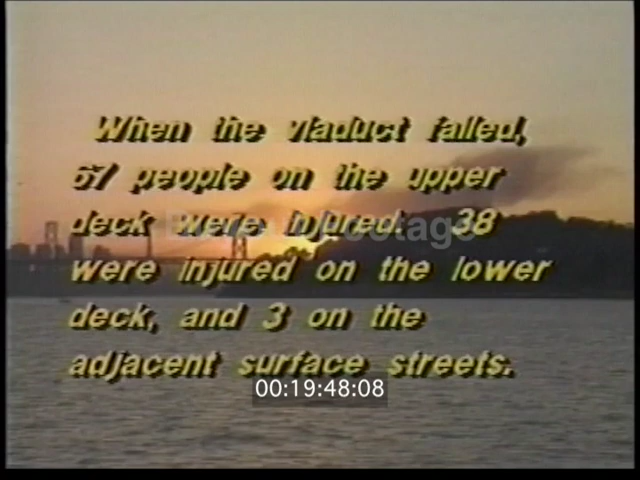 When the viaduct failed,
67 people on the upper
deck were injured. 38
were injured on the lower
deck, and 3 on the
adjacent surface streets.
00:19:48:08